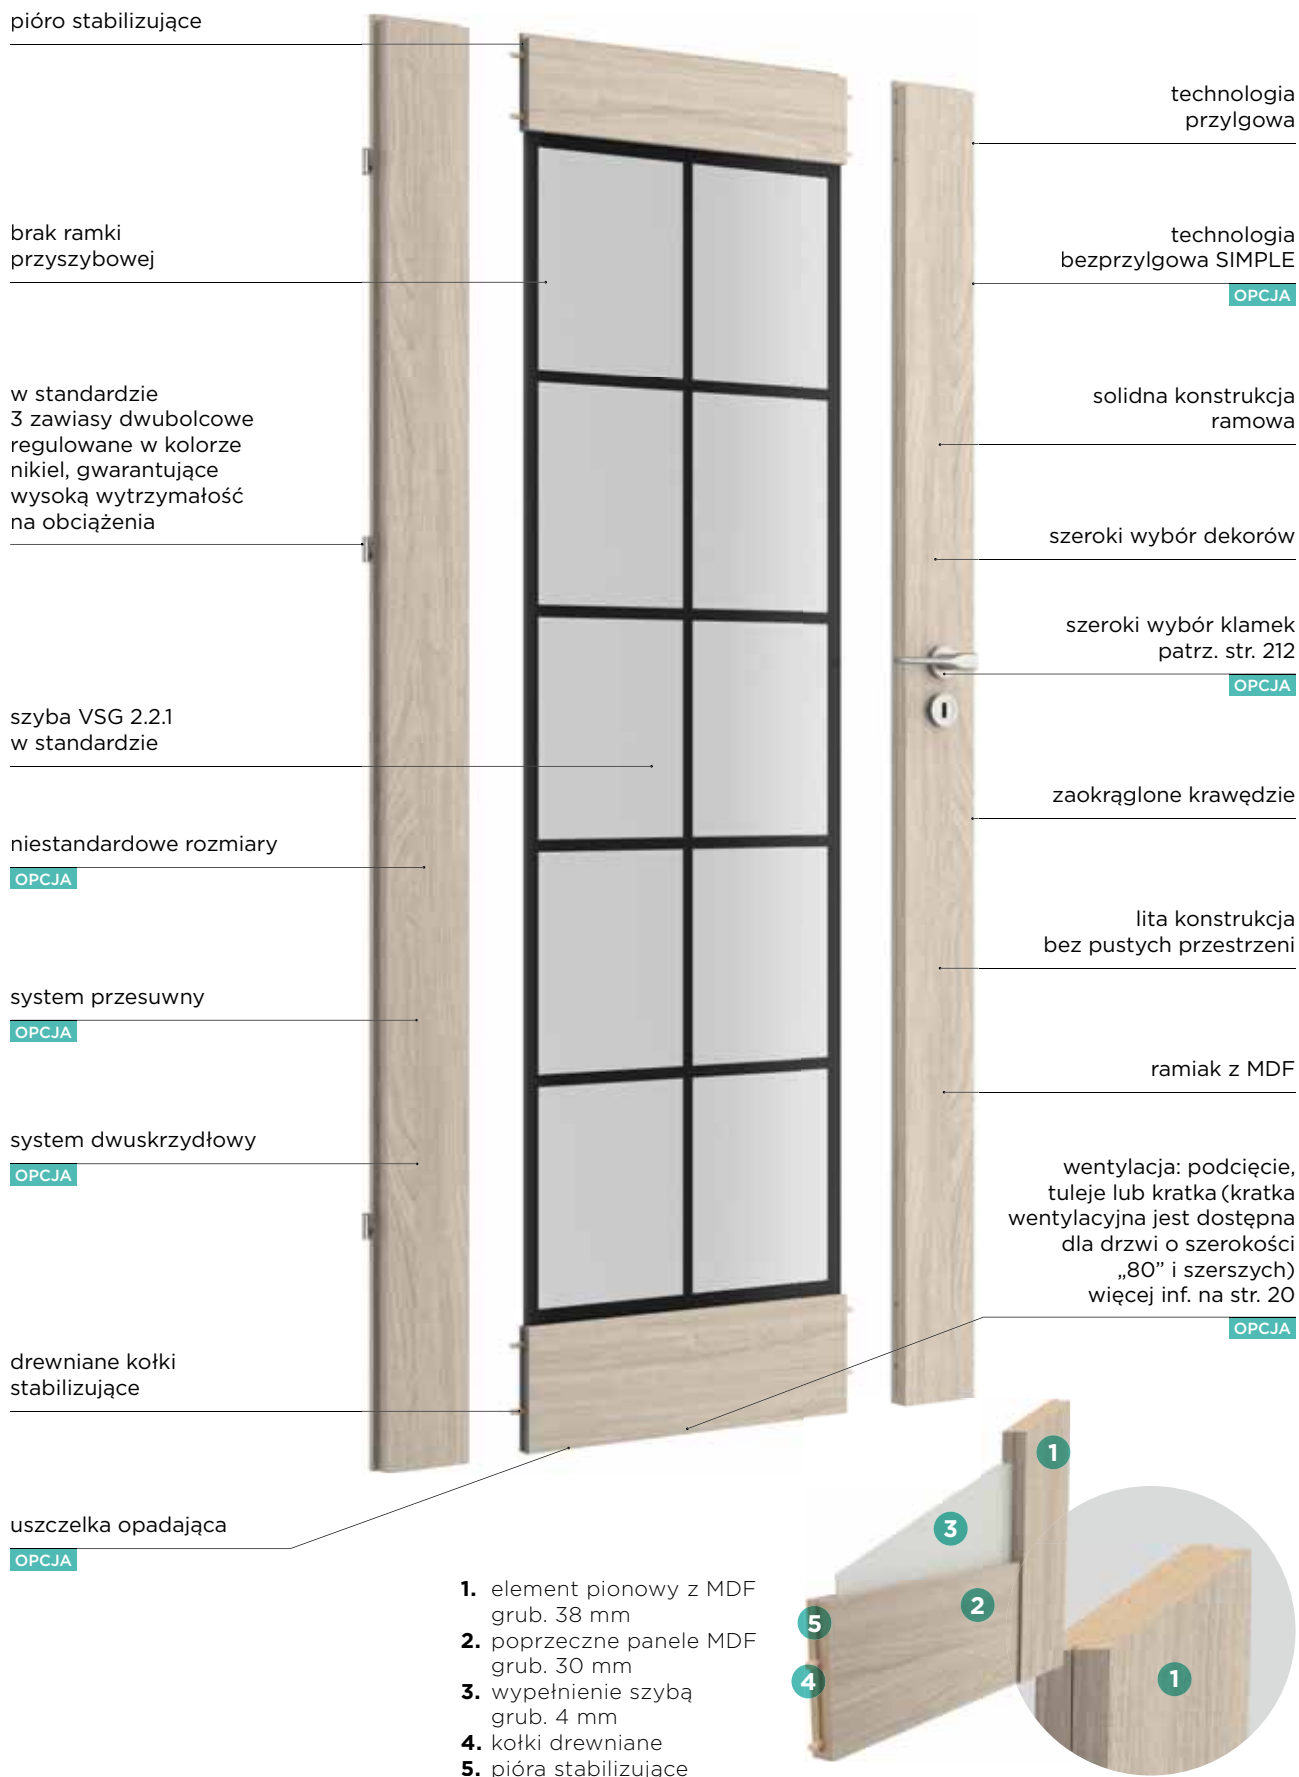 pióro stabilizujące
brak ramki
przyszybowej
w standardzie
3 zawiasy dwubolcowe
regulowane w kolorze
nikiel, gwarantujące
wysoką wytrzymałość
na obciążenia
szyba VSG 2.2.1
w standardzie
niestandardowe rozmiary
OPCJA
system przesuwny
OPCJA
system dwuskrzydłowy
OPCJA
drewniane kołki
stabilizujące
uszczelka opadająca
OPCJA
technologia
przylgowa
technologia
bezprzylgowa SIMPLE
OPCJA
solidna konstrukcja
ramowa
szeroki wybór dekorów
szeroki wybór klamek
patrz. str. 212
OPCJA
zaokrąglone krawędzie
lita konstrukcja
bez pustych przestrzeni
ramiak z MDF
wentylacja: podcięcie,
tuleje lub kratka (kratka
wentylacyjna jest dostępna
dla drzwi o szerokości
„80” i szerszych)
więcej inf. na str. 20
OPCJA
1. element pionowy z MDF
grub. 38 mm
2. poprzeczne panele MDF
grub. 30 mm
3. wypełnienie szybą
grub. 4 mm
4. kołki drewniane
5. pióra stabilizujące
1
3
2
5
4
1